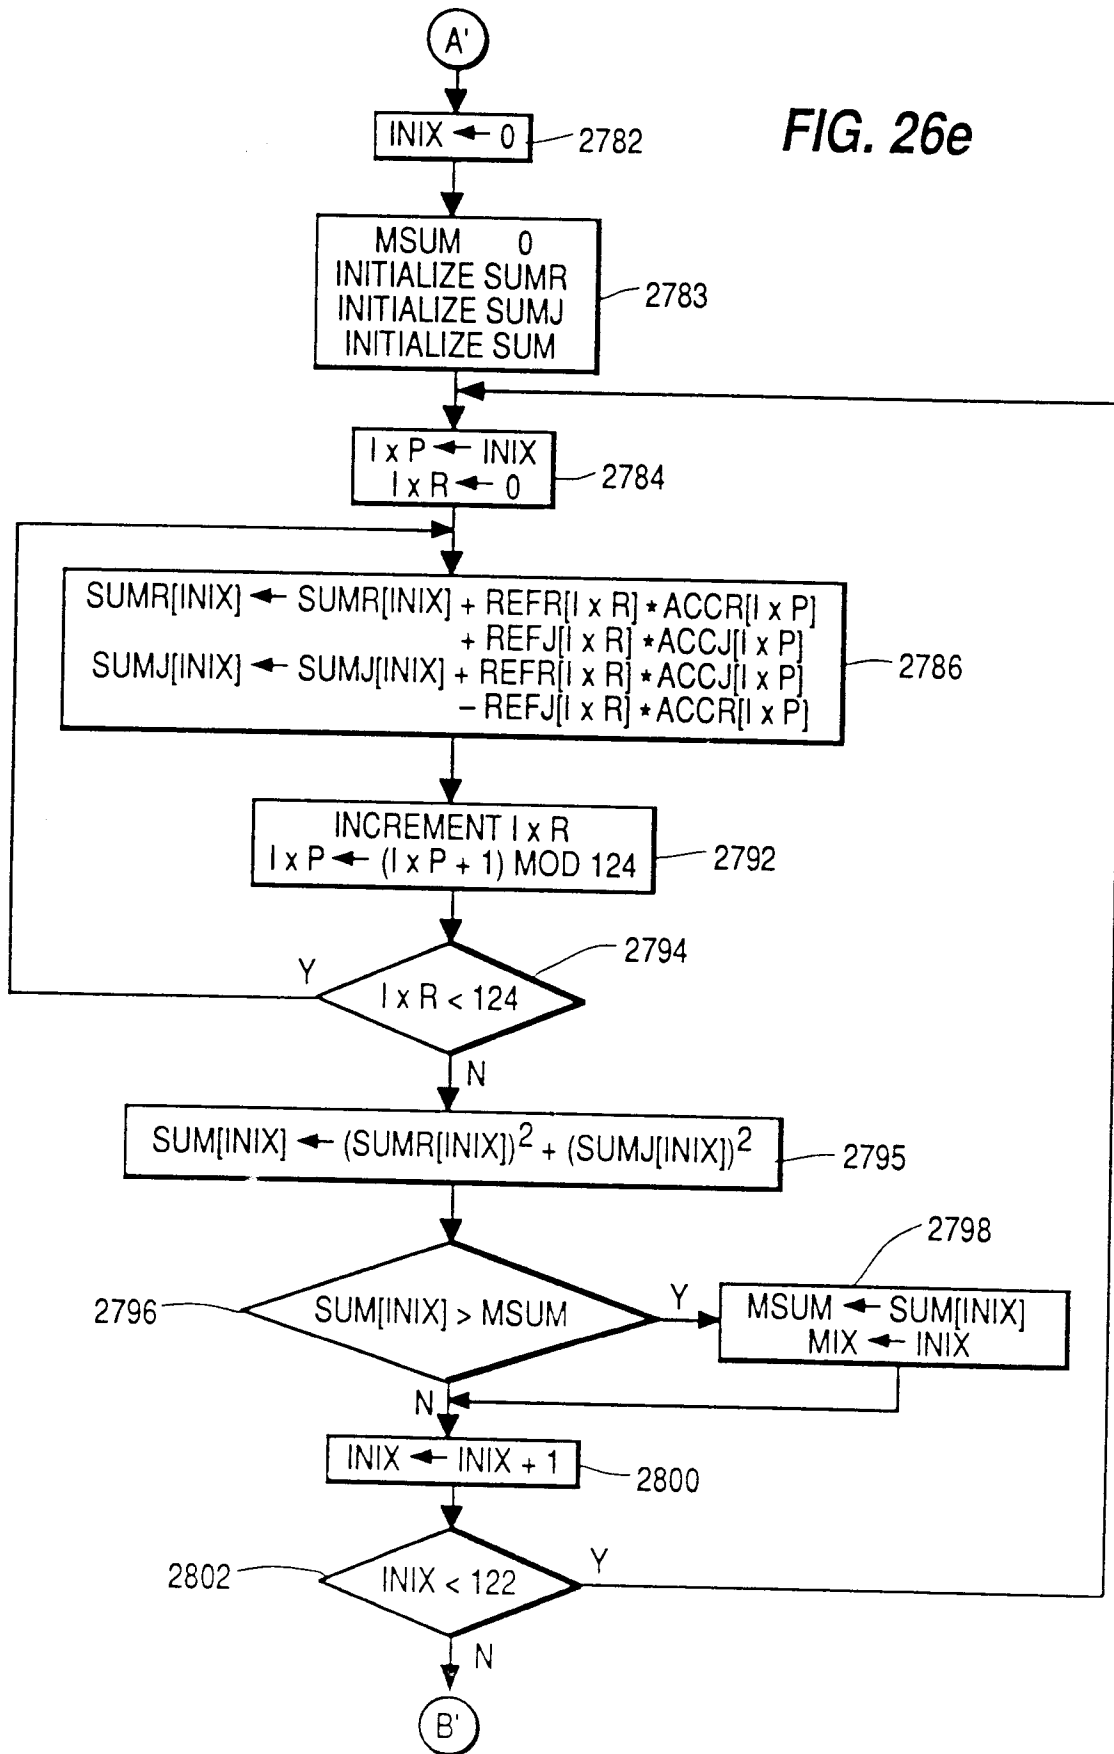 A'
INIX ← 0
2782
FIG. 26e
MSUM 0
INITIALIZE SUMR
INITIALIZE SUMJ
INITIALIZE SUM
2783
I x P ← INIX
I x R ← 0
2784
SUMR[INIX] ← SUMR[INIX] + REFR[I x R] * ACCR[I x P]
+ REFJ[I x R] * ACCJ[I x P]
SUMJ[INIX] ← SUMJ[INIX] + REFR[I x R] * ACCJ[I x P]
– REFJ[I x R] * ACCR[I x P]
2786
INCREMENT I x R
I x P ← (I x P + 1) MOD 124
2792
2794
Y
I x R < 124
N
SUM[INIX] ← (SUMR[INIX])² + (SUMJ[INIX])²
2795
2798
2796
SUM[INIX] > MSUM
Y
MSUM ← SUM[INIX]
MIX ← INIX
N
INIX ← INIX + 1
2800
2802
INIX < 122
Y
N
B'